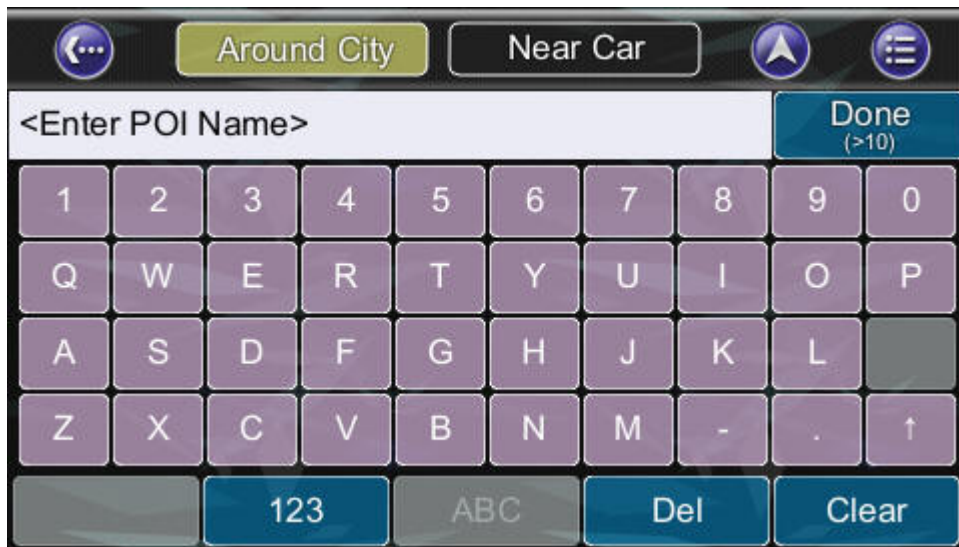 Around City Near Car
<Enter POI Name> Done
(>10)
1 2 3 4 5 6 7 8 9 0
Q W E R T Y U I O P
A S D F G H J K L
Z X C V B N M - . ↑
123 ABC Del Clear